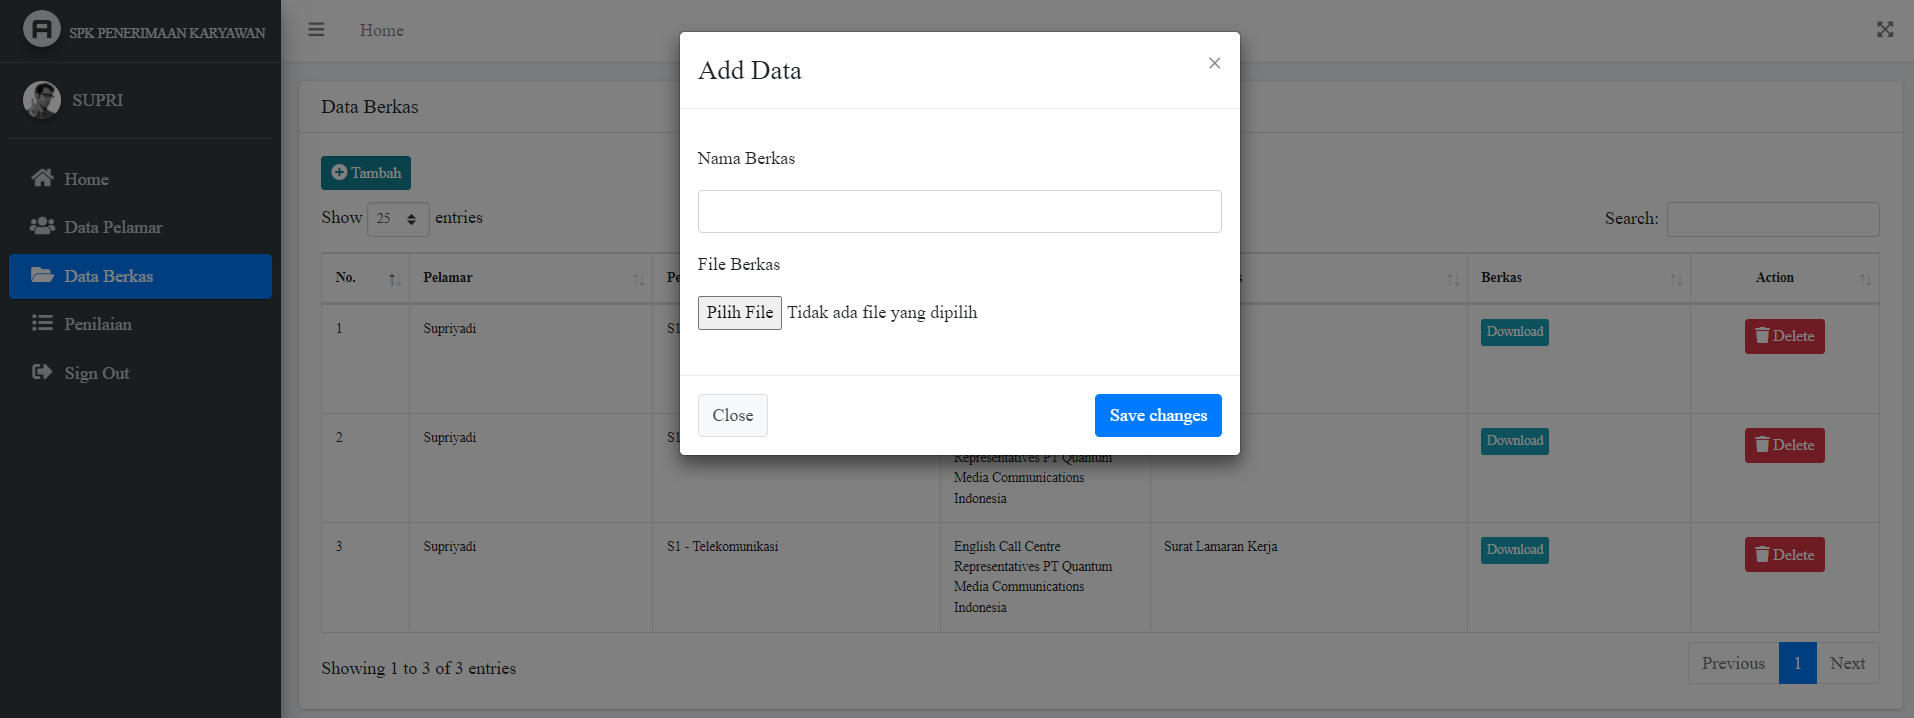 SPK PENERIMAAN KARYAWAN
Home
SUPRI
Home
Data Pelamar
Data Berkas
Penilaian
Sign Out
Data Berkas
Tambah
Show 25 entries
Search:
No. Pelamar Pe Berkas Action
1 Supriyadi S1 Download Delete
2 Supriyadi S1 Download Delete
Representatives PT Quantum
Media Communications
Indonesia
3 Supriyadi S1 - Telekomunikasi English Call Centre Surat Lamaran Kerja Download Delete
Representatives PT Quantum
Media Communications
Indonesia
Showing 1 to 3 of 3 entries
Previous 1 Next
Add Data
×
Nama Berkas
File Berkas
Pilih File Tidak ada file yang dipilih
Close Save changes